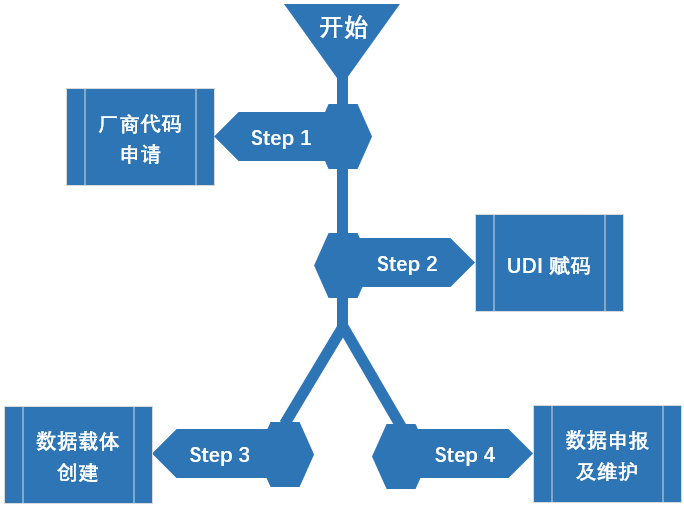 开始
厂商代码
申请
Step 1
Step 2
UDI 赋码
数据载体
创建
Step 3
Step 4
数据申报
及维护